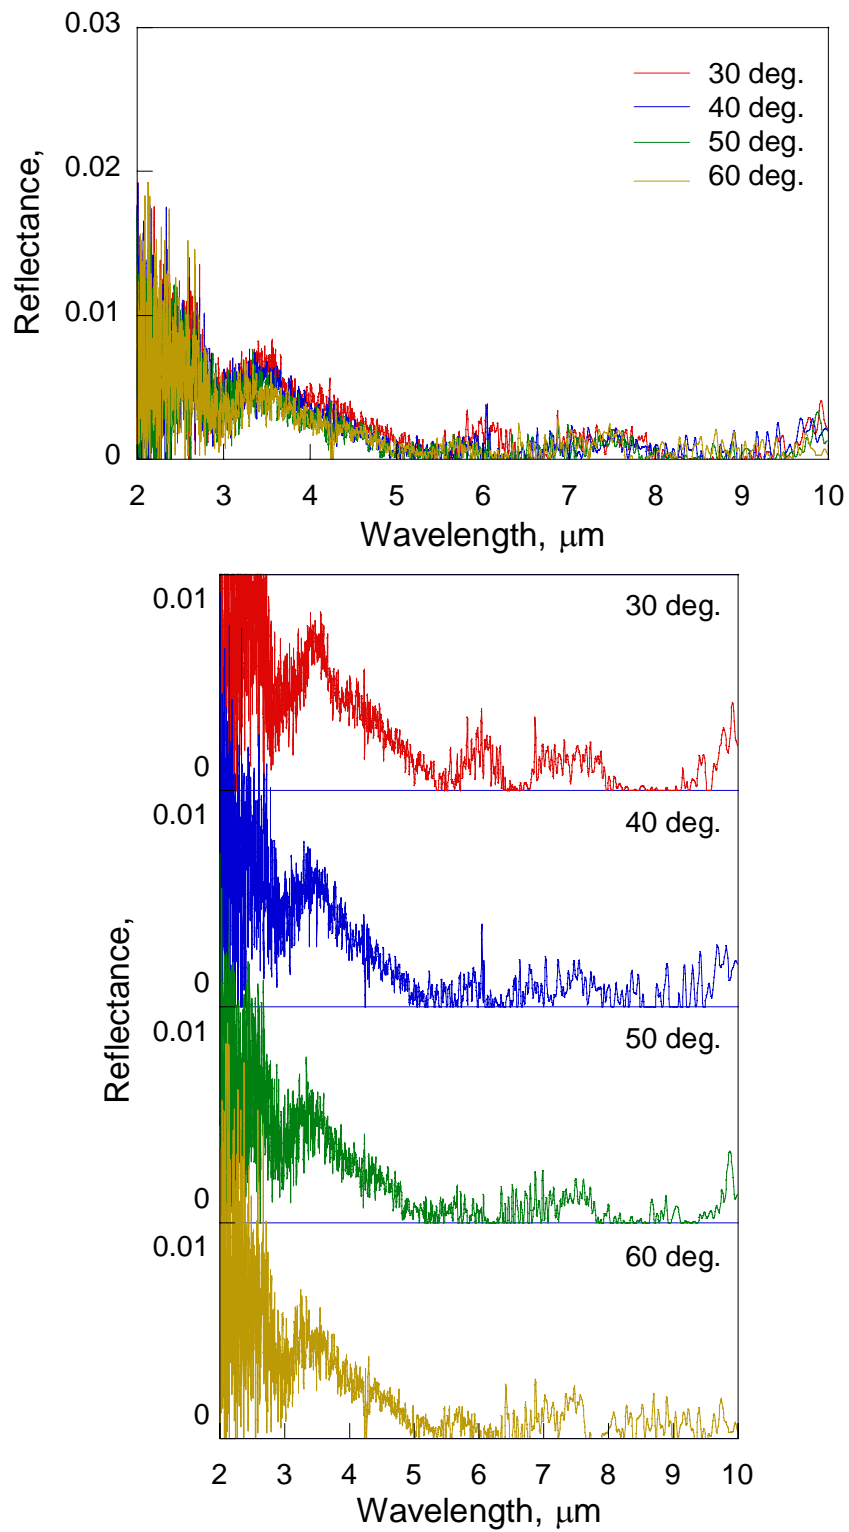 0.03
30 deg.
40 deg.
50 deg.
60 deg.
0.02
0.01
0
Reflectance,
2 3 4 5 6 7 8 9 10
Wavelength, μm
0.01
30 deg.
0
0.01
40 deg.
0
0.01
50 deg.
0
0.01
60 deg.
0
Reflectance,
2 3 4 5 6 7 8 9 10
Wavelength, μm